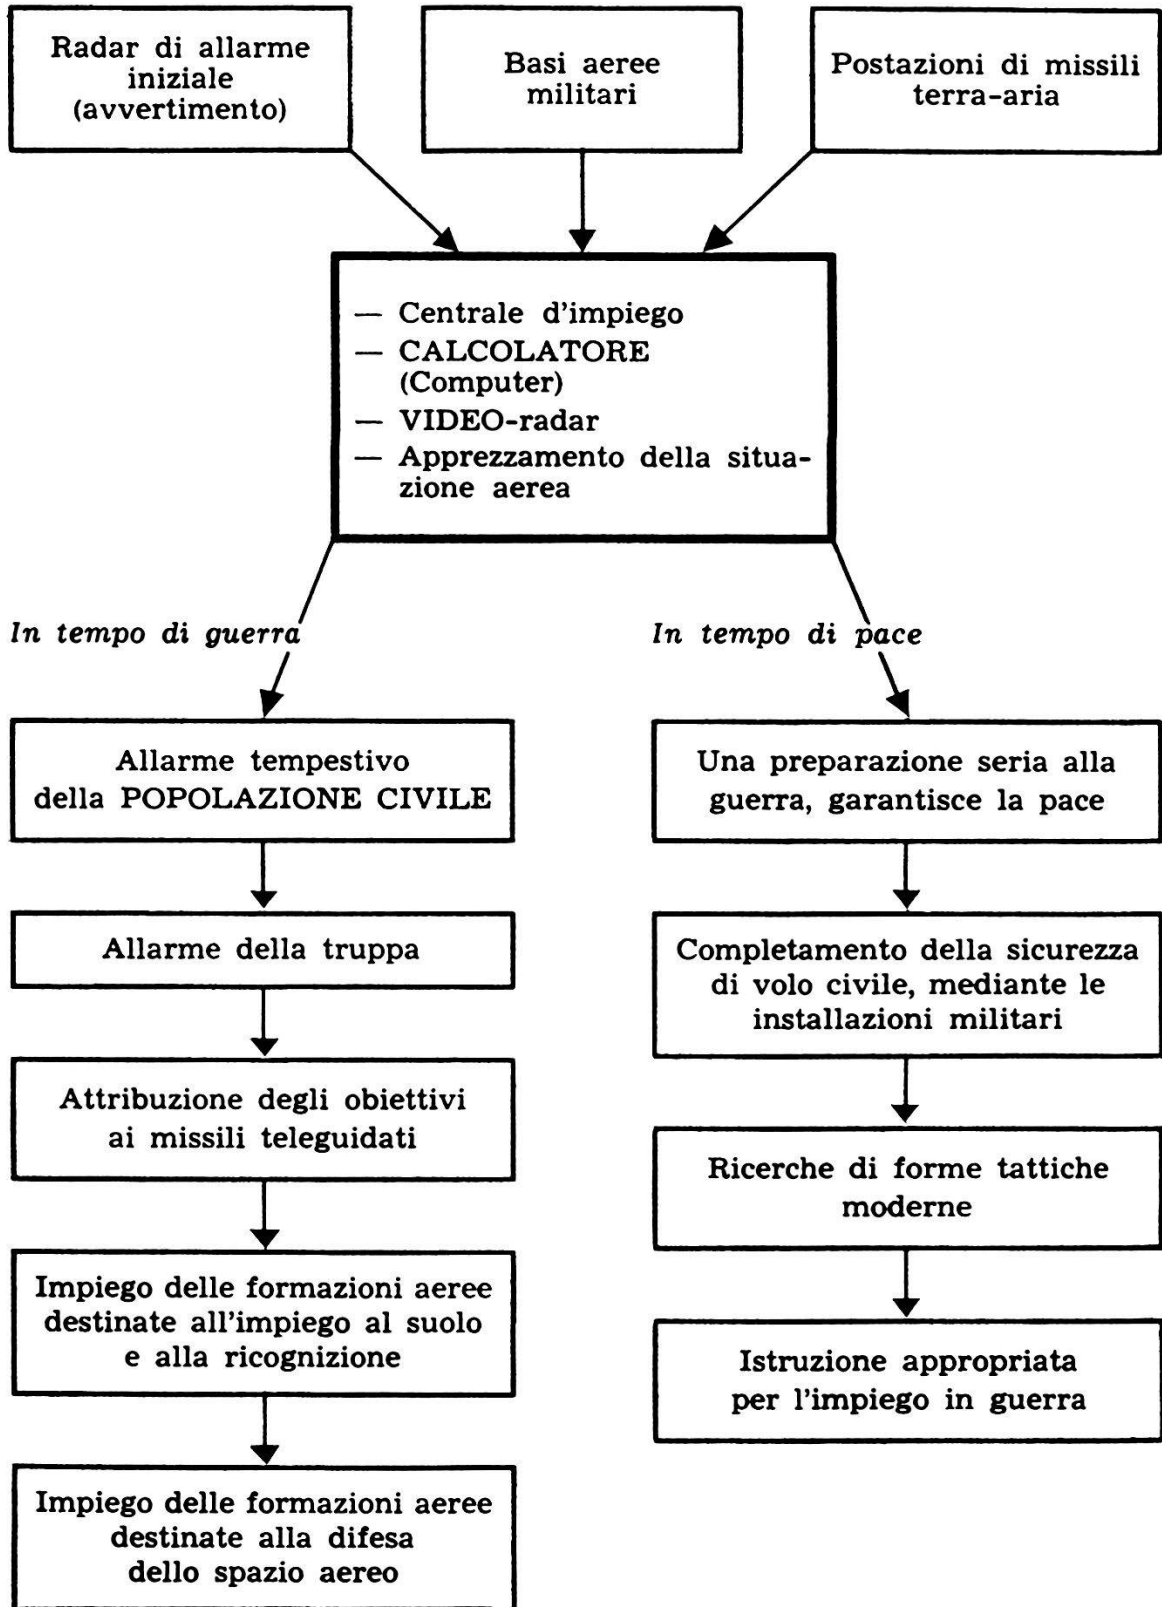 Radar di allarme
iniziale
(avvertimento)
Basi aeree
militari
Postazioni di missili
terra-aria
— Centrale d'impiego
— CALCOLATORE
(Computer)
— VIDEO-radar
— Apprezzamento della situa-
zione aerea
In tempo di guerra
Allarme tempestivo
della POPOLAZIONE CIVILE
Allarme della truppa
Attribuzione degli obiettivi
ai missili teleguidati
Impiego delle formazioni aeree
destinate all'impiego al suolo
e alla ricognizione
Impiego delle formazioni aeree
destinate alla difesa
dello spazio aereo
In tempo di pace
Una preparazione seria alla
guerra, garantisce la pace
Completamento della sicurezza
di volo civile, mediante le
installazioni militari
Ricerche di forme tattiche
moderne
Istruzione appropriata
per l'impiego in guerra